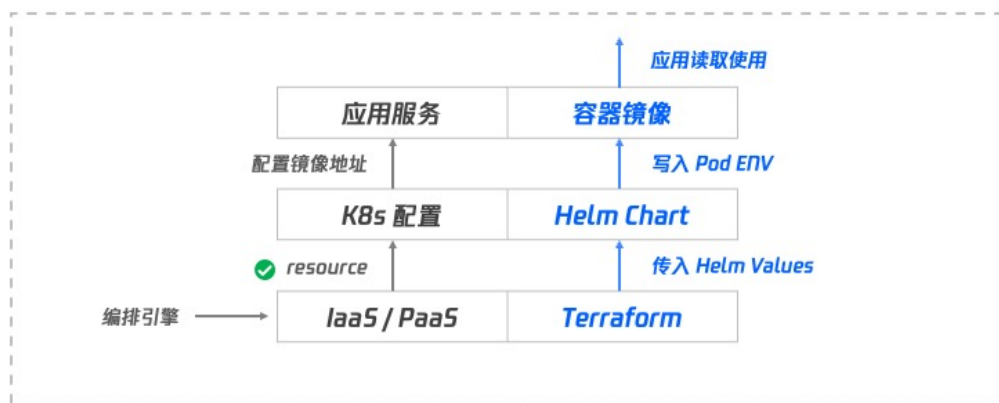 应用读取使用
应用服务 容器镜像
配置镜像地址 写入 Pod ENV
K8s 配置 Helm Chart
resource 传入 Helm Values
编排引擎 IaaS / PaaS Terraform